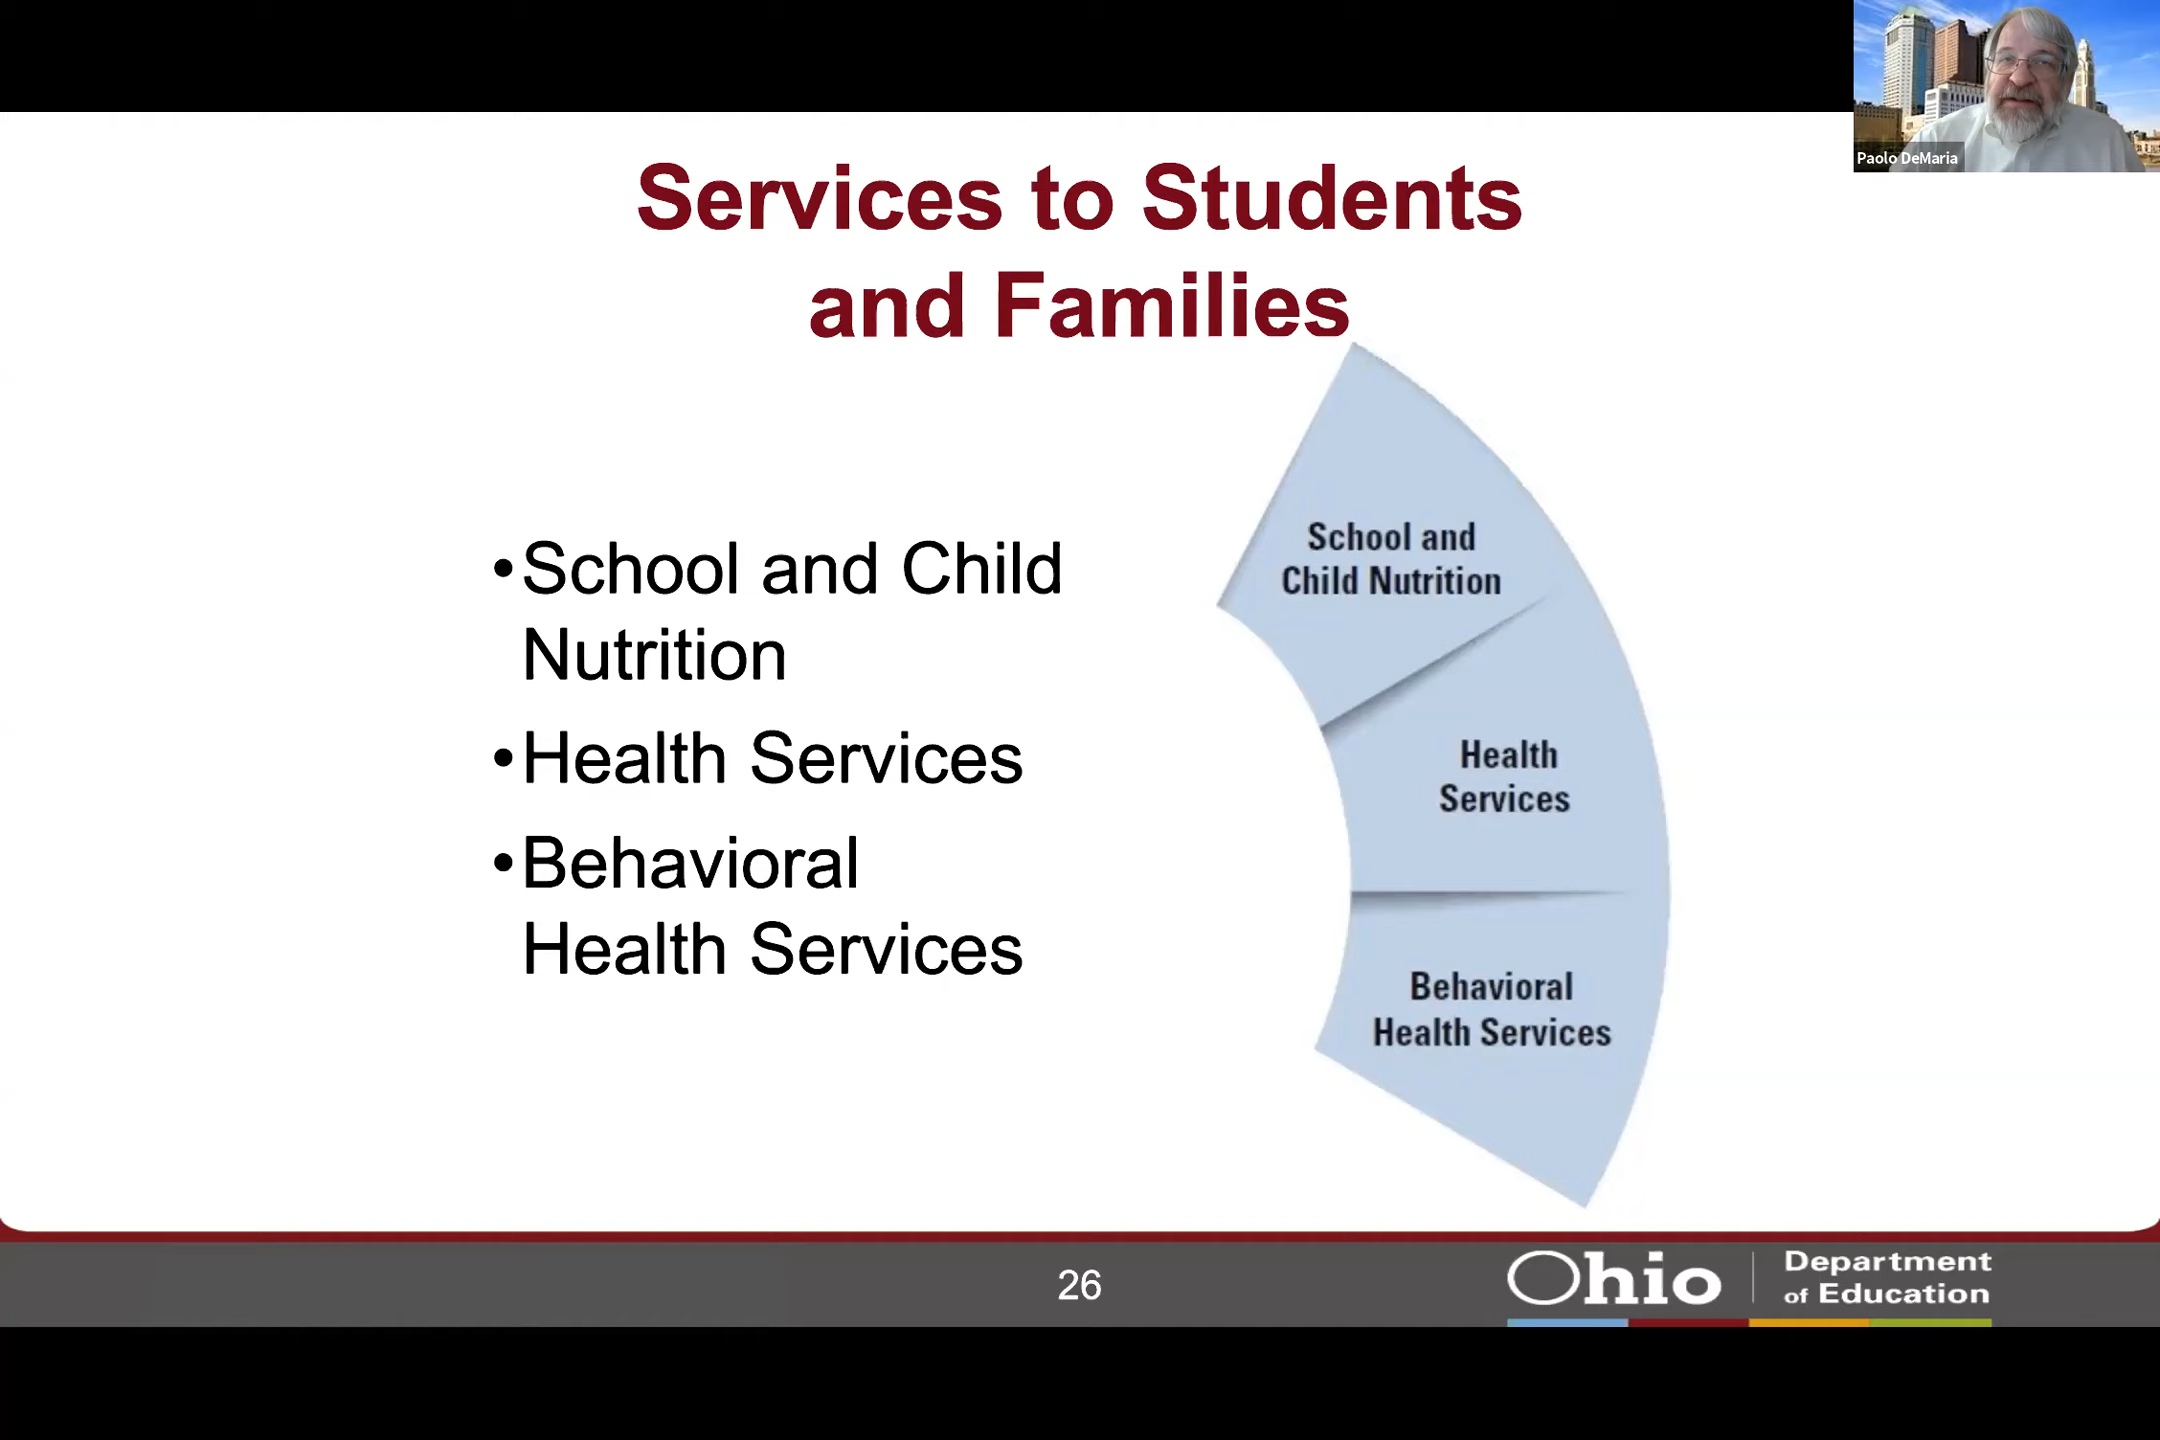 Paolo DeMaria
Services to Students
and Families
•School and Child
Nutrition
•Health Services
•Behavioral
Health Services
School and
Child Nutrition
Health
Services
Behavioral
Health Services
26
Ohio
Department
of Education